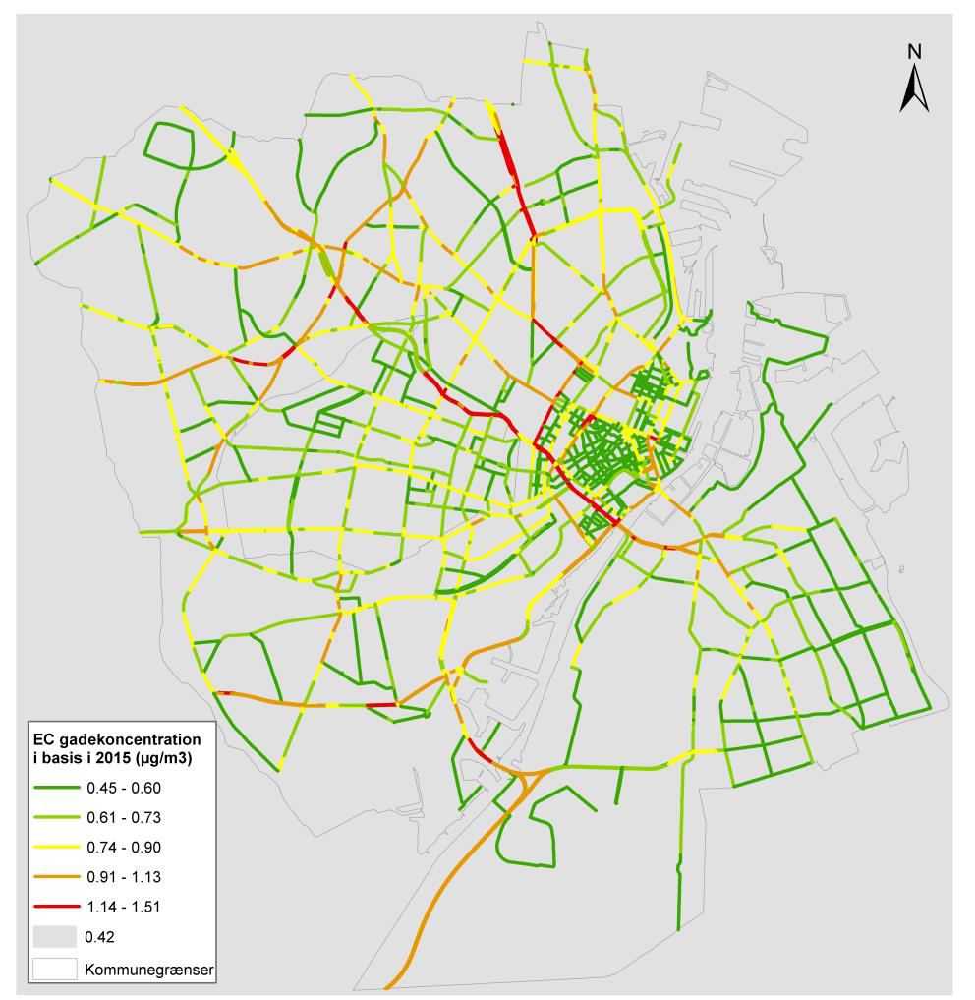 N
EC gadekoncentration
i basis i 2015 (µg/m3)
0.45 - 0.60
0.61 - 0.73
0.74 - 0.90
0.91 - 1.13
1.14 - 1.51
0.42
Kommunegrænser